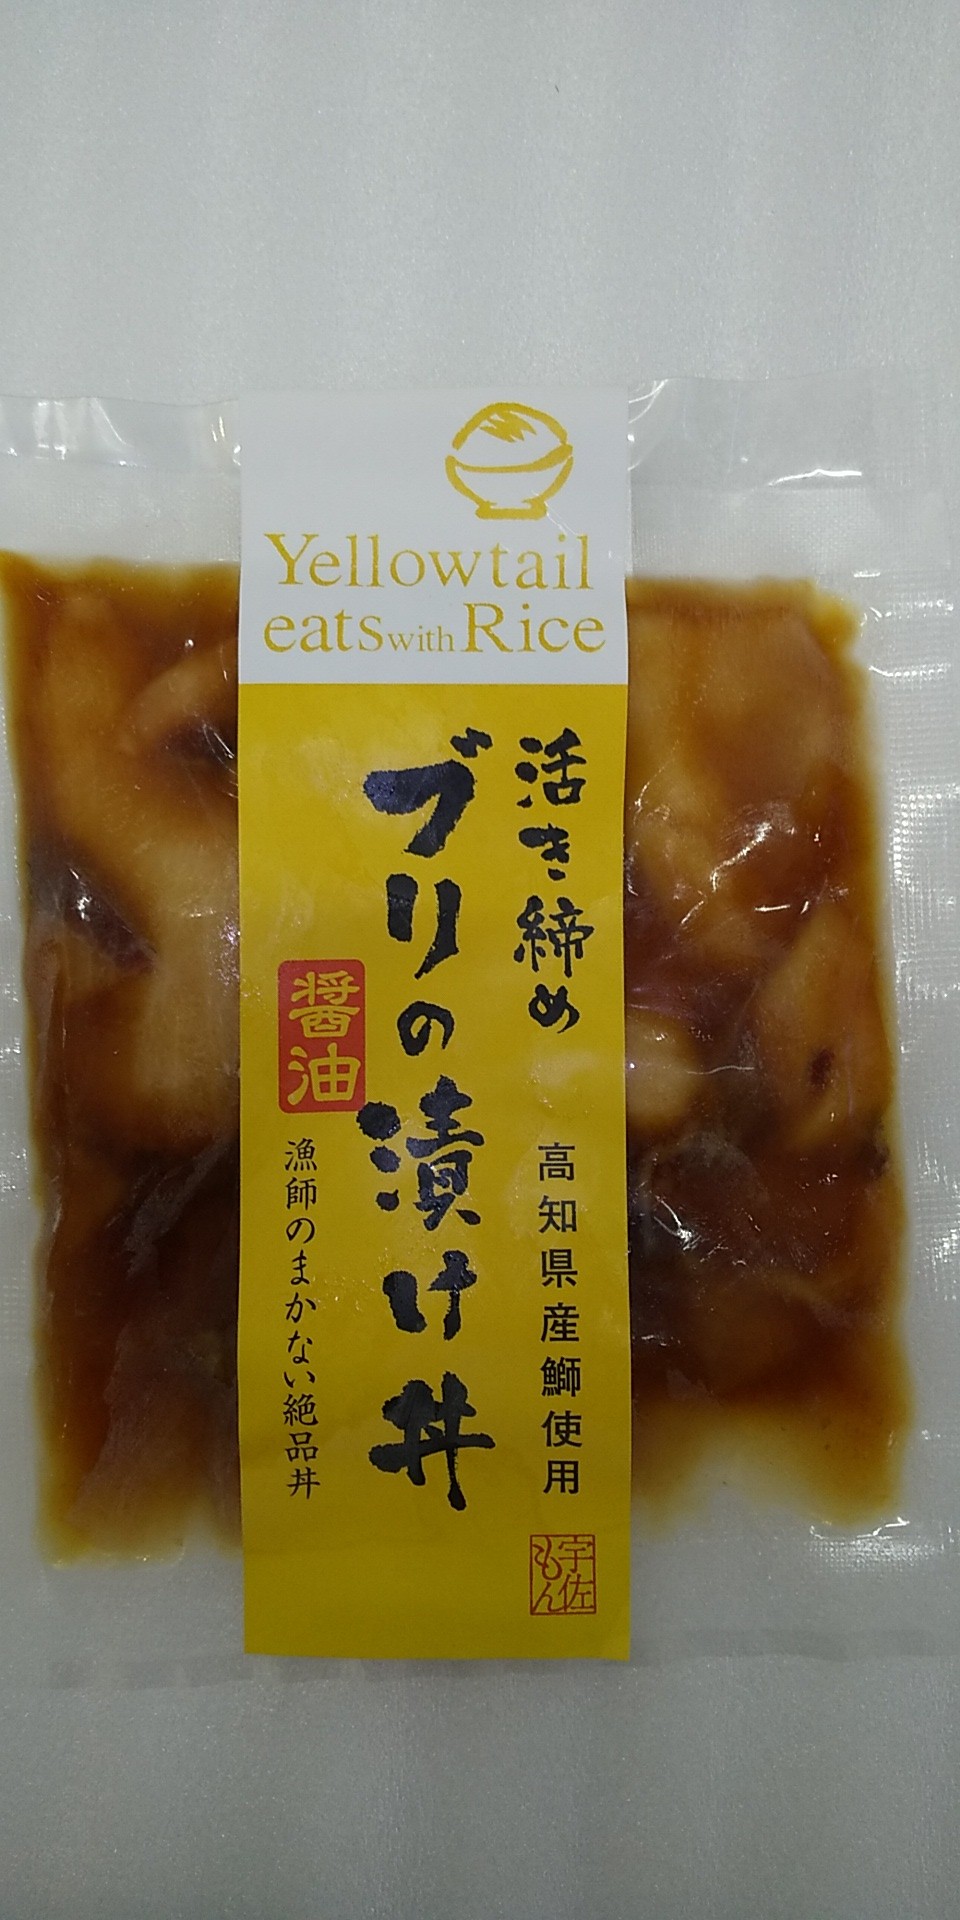 Yellowtail
eats with Rice
活き締め
高知県産鰤使用
ブリの漬け丼
醤油
漁師のまかない絶品丼
宇佐
もん